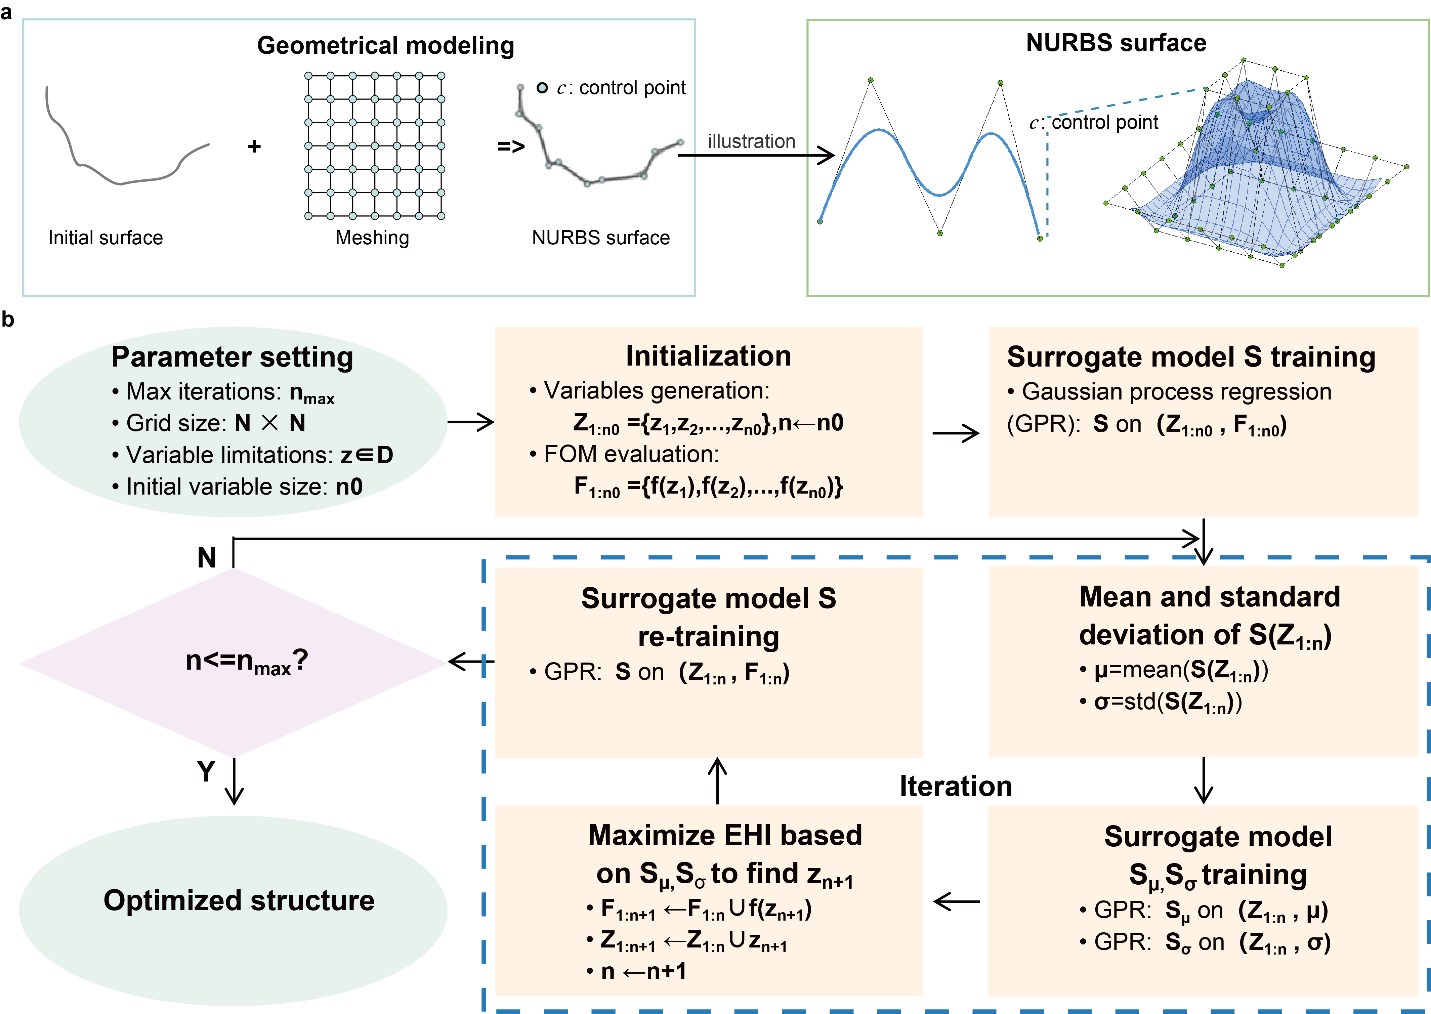 a
Geometrical modeling
c: control point
+
=>
Initial surface
Meshing
NURBS surface
illustration
NURBS surface
c: control point
b
Parameter setting
• Max iterations: nmax
• Grid size: N × N
• Variable limitations: z∈D
• Initial variable size: n0
Initialization
• Variables generation:
Z1:n0 ={z1,z2,...,zn0},n←n0
• FOM evaluation:
F1:n0 ={f(z1),f(z2),...,f(zn0)}
Surrogate model S training
• Gaussian process regression
(GPR): S on (Z1:n0 , F1:n0)
N
n<=nmax?
Y
Surrogate model S
re-training
• GPR: S on (Z1:n , F1:n)
Mean and standard
deviation of S(Z1:n)
• μ=mean(S(Z1:n))
• σ=std(S(Z1:n))
Iteration
Optimized structure
Maximize EHI based
on Sμ,Sσ to find zn+1
• F1:n+1 ←F1:n∪f(zn+1)
• Z1:n+1 ←Z1:n∪zn+1
• n ←n+1
Surrogate model
Sμ,Sσ training
• GPR: Sμ on (Z1:n , μ)
• GPR: Sσ on (Z1:n , σ)